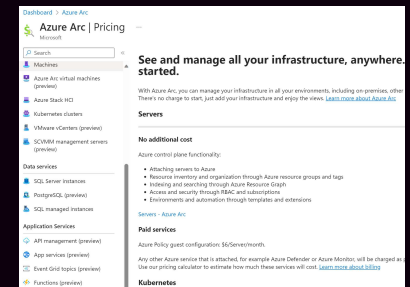 Dashboard > Azure Arc
Azure Arc | Pricing ...
Microsoft
Search
Machines
Azure Arc virtual machines
(preview)
Azure Stack HCI
Kubernetes clusters
VMware vCenters (preview)
SCVMM management servers
(preview)
Data services
SQL Server instances
PostgreSQL (preview)
SQL managed instances
Application Services
API management (preview)
App services (preview)
Event Grid topics (preview)
Functions (preview)
See and manage all your infrastructure, anywhere.
started.
With Azure Arc, you can manage your infrastructure in all your environments, including on-premises, other
There's no charge to start, just add your infrastructure and enjoy the views. Learn more about Azure Arc
Servers
No additional cost
Azure control plane functionality:
• Attaching servers to Azure
• Resource inventory and organization through Azure resource groups and tags
• Indexing and searching through Azure Resource Graph
• Access and security through RBAC and subscriptions
• Environments and automation through templates and extensions
Servers - Azure Arc
Paid services
Azure Policy guest configuration: $6/Server/month.
Any other Azure service that is attached, for example Azure Defender or Azure Monitor, will be charged as p
Use our pricing calculator to estimate how much these services will cost. Learn more about billing
Kubernetes